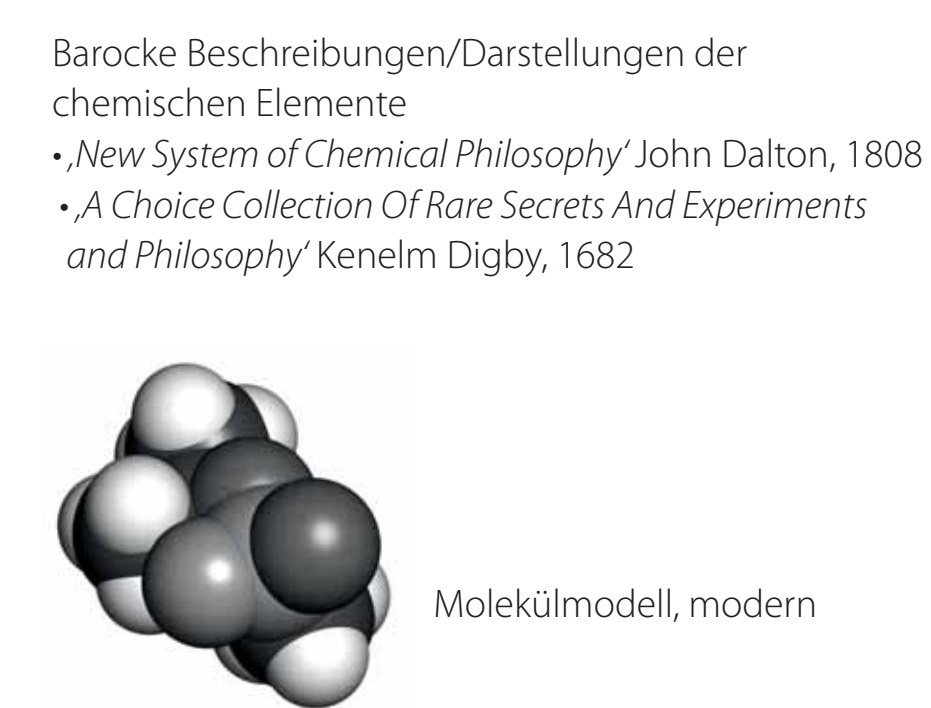 Barocke Beschreibungen/Darstellungen der
chemischen Elemente
• ‚New System of Chemical Philosophy‘ John Dalton, 1808
• ‚A Choice Collection Of Rare Secrets And Experiments
and Philosophy‘ Kenelm Digby, 1682
Molekülmodell, modern